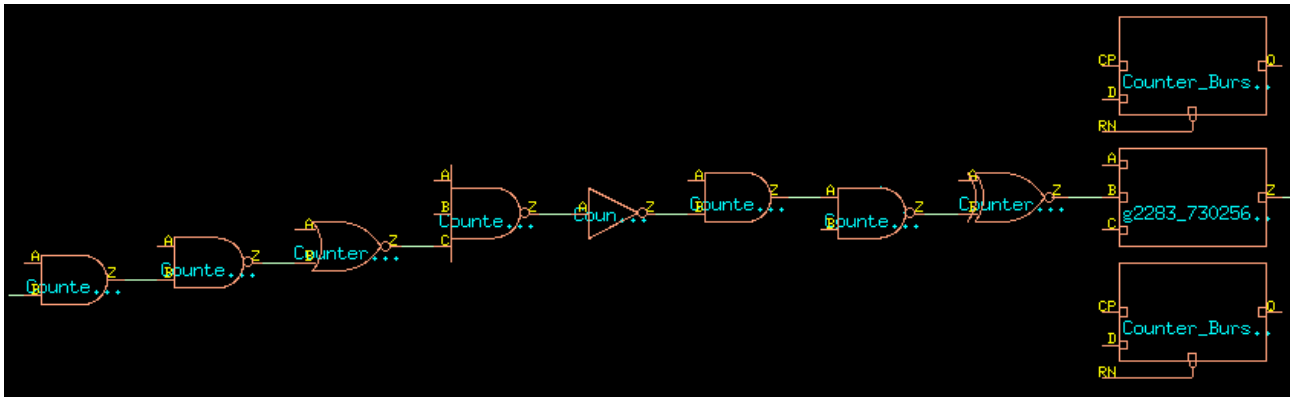 CP Q
Counter_Burs..
D
RN
A
B Z
g2283_730256
C
CP Q
Counter_Burs..
D
RN
A
B Z
Counte...
A
B Z
Counte...
A
B Z
Counter...
A
B Z
C
Counte...
A Z
Coun...
A
B Z
Counte...
A
B Z
Counte...
A
B Z
Counter...